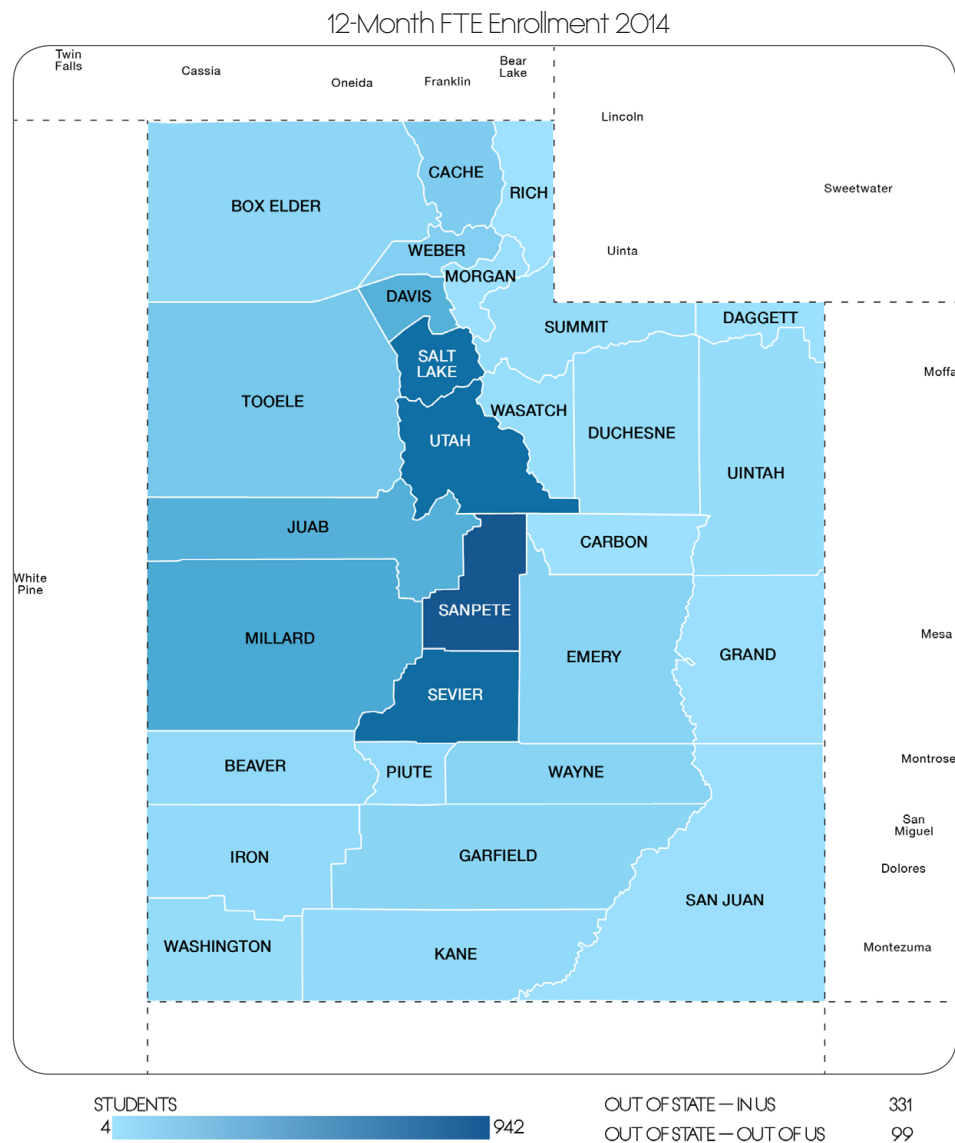 12-Month FTE Enrollment 2014
Twin
Falls
Cassia
Oneida
Franklin
Bear
Lake
Lincoln
Sweetwater
Uinta
CACHE
RICH
BOX ELDER
WEBER
MORGAN
DAVIS
SUMMIT
DAGGETT
SALT
LAKE
Moffa
TOOELE
WASATCH
UTAH
DUCHESNE
UINTAH
JUAB
CARBON
White
Pine
SANPETE
MILLARD
EMERY
GRAND
Mesa
SEVIER
BEAVER
PIUTE
WAYNE
Montrose
San
Miguel
IRON
GARFIELD
Dolores
SAN JUAN
WASHINGTON
KANE
Montezuma
STUDENTS
4
942
OUT OF STATE — IN US 331
OUT OF STATE — OUT OF US 99